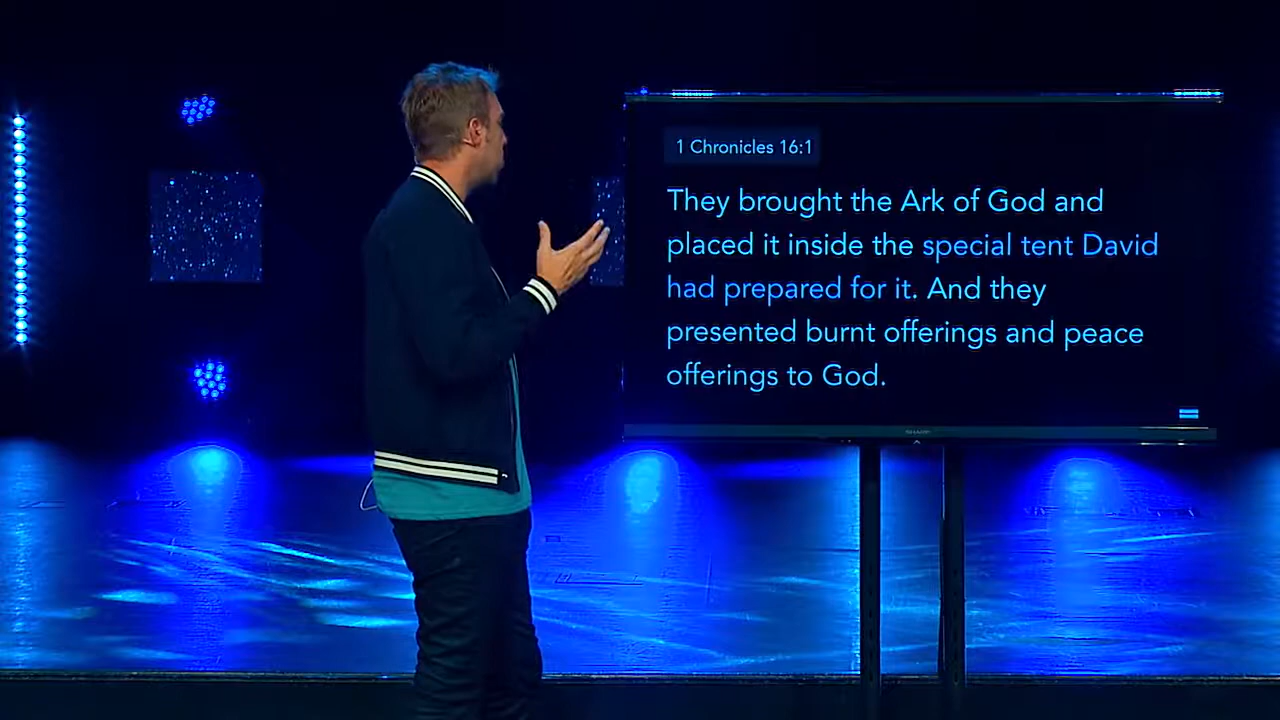 1 Chronicles 16:1
They brought the Ark of God and
placed it inside the special tent David
had prepared for it. And they
presented burnt offerings and peace
offerings to God.
SHARP